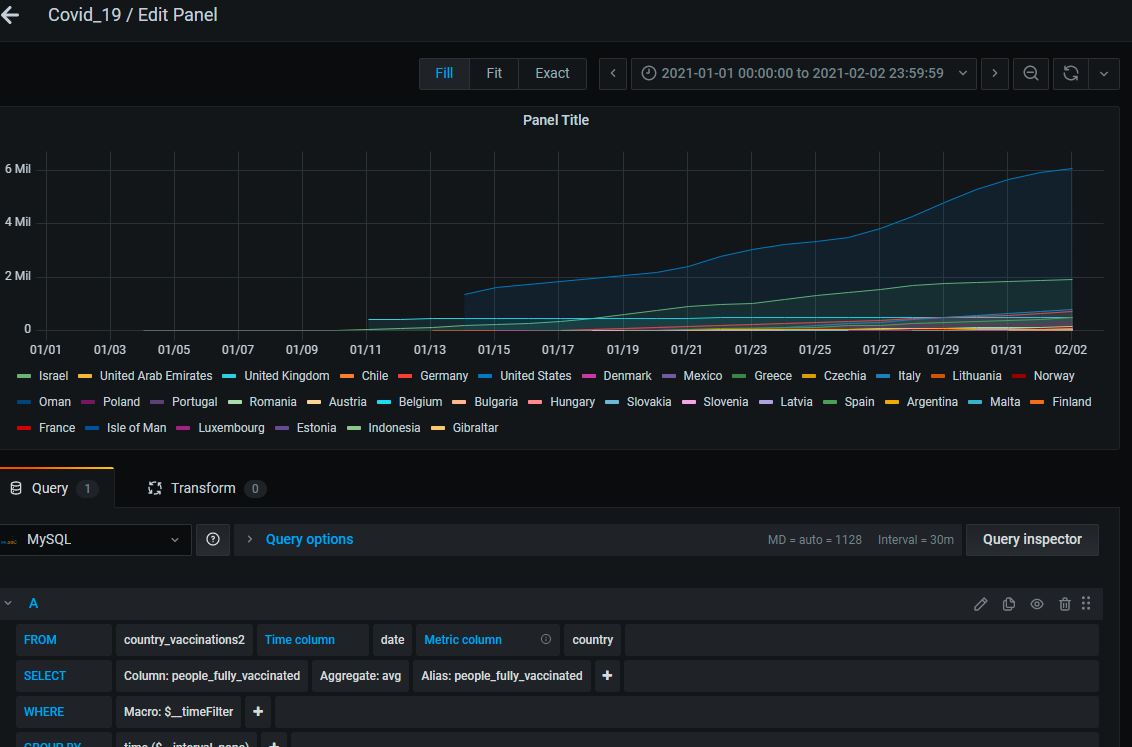 Covid_19 / Edit Panel
Fill Fit Exact 2021-01-01 00:00:00 to 2021-02-02 23:59:59
Panel Title
6 Mil
4 Mil
2 Mil
0
01/01 01/03 01/05 01/07 01/09 01/11 01/13 01/15 01/17 01/19 01/21 01/23 01/25 01/27 01/29 01/31 02/02
Israel United Arab Emirates United Kingdom Chile Germany United States Denmark Mexico Greece Czechia Italy Lithuania Norway
Oman Poland Portugal Romania Austria Belgium Bulgaria Hungary Slovakia Slovenia Latvia Spain Argentina Malta Finland
France Isle of Man Luxembourg Estonia Indonesia Gibraltar
Query 1 Transform 0
MySQL Query options MD = auto = 1128 Interval = 30m Query inspector
A
FROM country_vaccinations2 Time column date Metric column country
SELECT Column: people_fully_vaccinated Aggregate: avg Alias: people_fully_vaccinated +
WHERE Macro: $__timeFilter +
GROUP BY time ($__interval, none) +